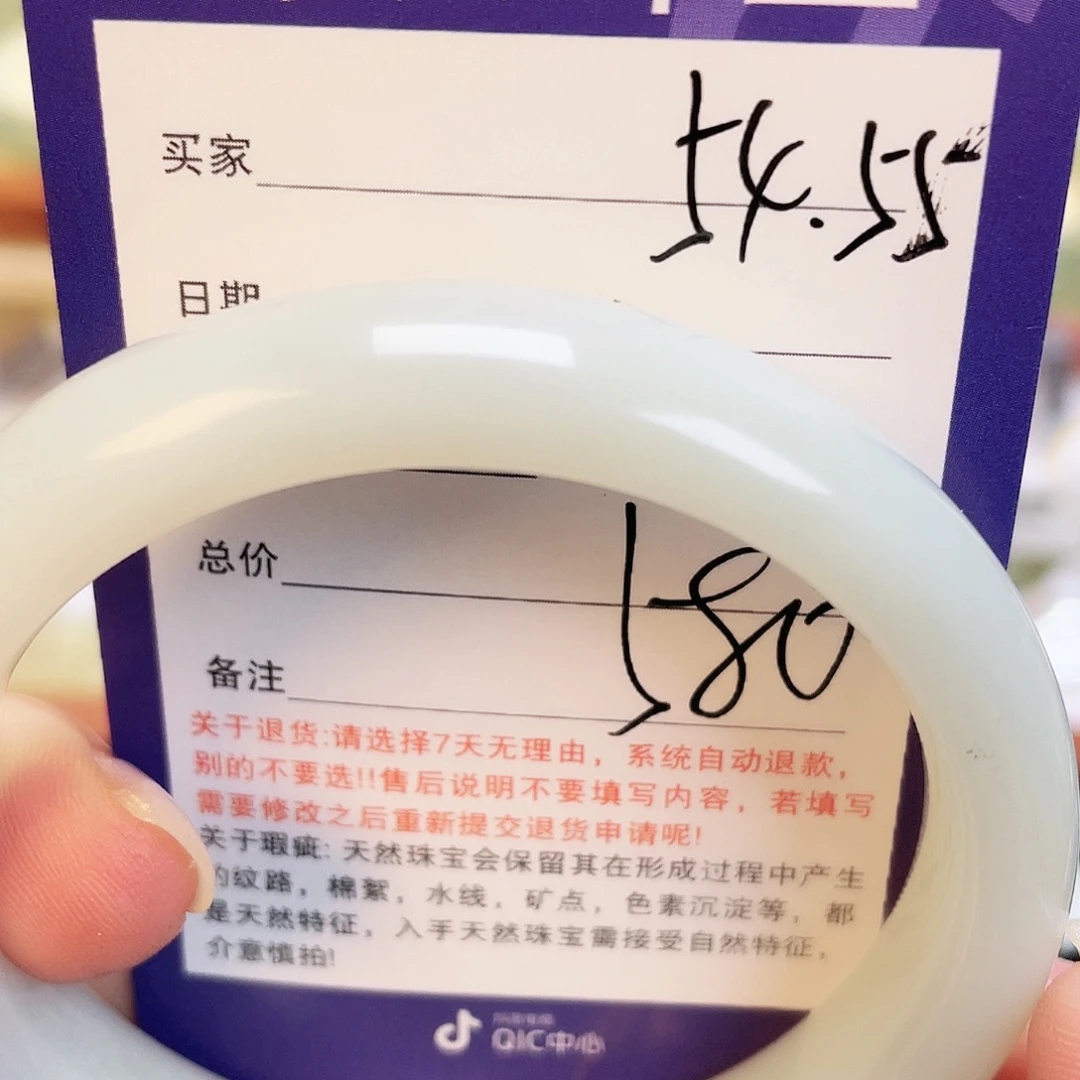 买家 54.55
日期
总价 580
备注
关于退货:请选择7天无理由，系统自动退款，
别的不要选!!售后说明不要填写内容，若填写
需要修改之后重新提交退货申请呢!
关于瑕疵: 天然珠宝会保留其在形成过程中产生
的纹路，棉絮，水线，矿点，色素沉淀等，都
是天然特征，入手天然珠宝需接受自然特征，
介意慎拍!
QIC中心